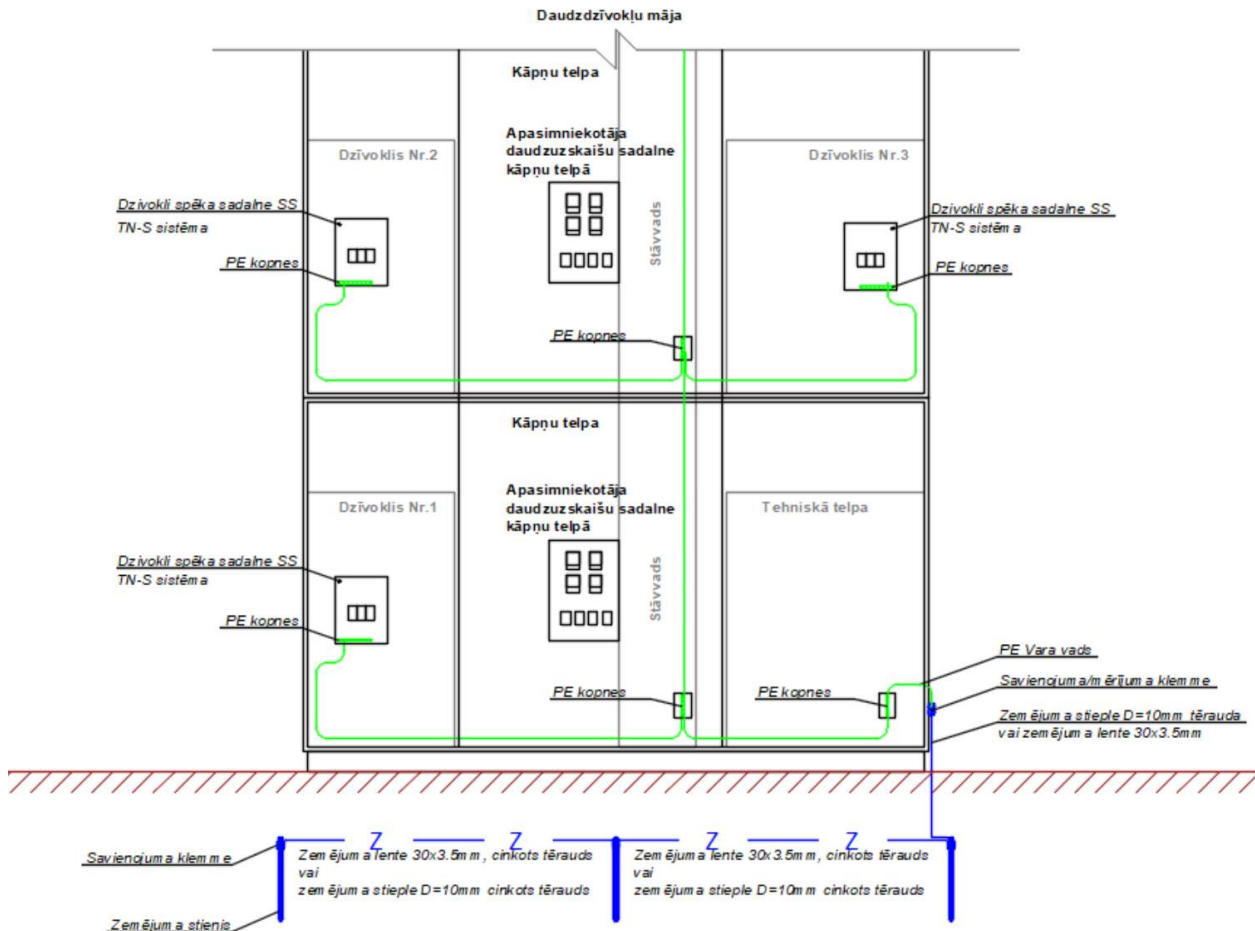 Daudzdzīvokļu māja
Kāpņu telpa
Apasimniekotāja
daudzuzskaišu sadalne
kāpņu telpā
Dzīvoklis Nr.2
Dzīvoklis Nr.3
Stāvvads
Dzivokli spēka sadalne SS
TN-S sistēma
PE kopnes
Dzivokli spēka sadalne SS
TN-S sistēma
PE kopnes
PE kopnes
Kāpņu telpa
Apasimniekotāja
daudzuzskaišu sadalne
kāpņu telpā
Dzīvoklis Nr.1
Tehniskā telpa
Stāvvads
Dzivokli spēka sadalne SS
TN-S sistēma
PE kopnes
PE kopnes
PE kopnes
PE Vara vads
Savienojuma/mērījuma klemme
Zemējuma stieple D=10mm tērauda
vai zemējuma lente 30x3.5mm
Z Z Z Z
Savienojuma klemme
Zemējuma lente 30x3.5mm, cinkots tērauds
vai
zemējuma stieple D=10mm cinkots tērauds
Zemējuma lente 30x3.5mm, cinkots tērauds
vai
zemējuma stieple D=10mm cinkots tērauds
Zemējuma stienis